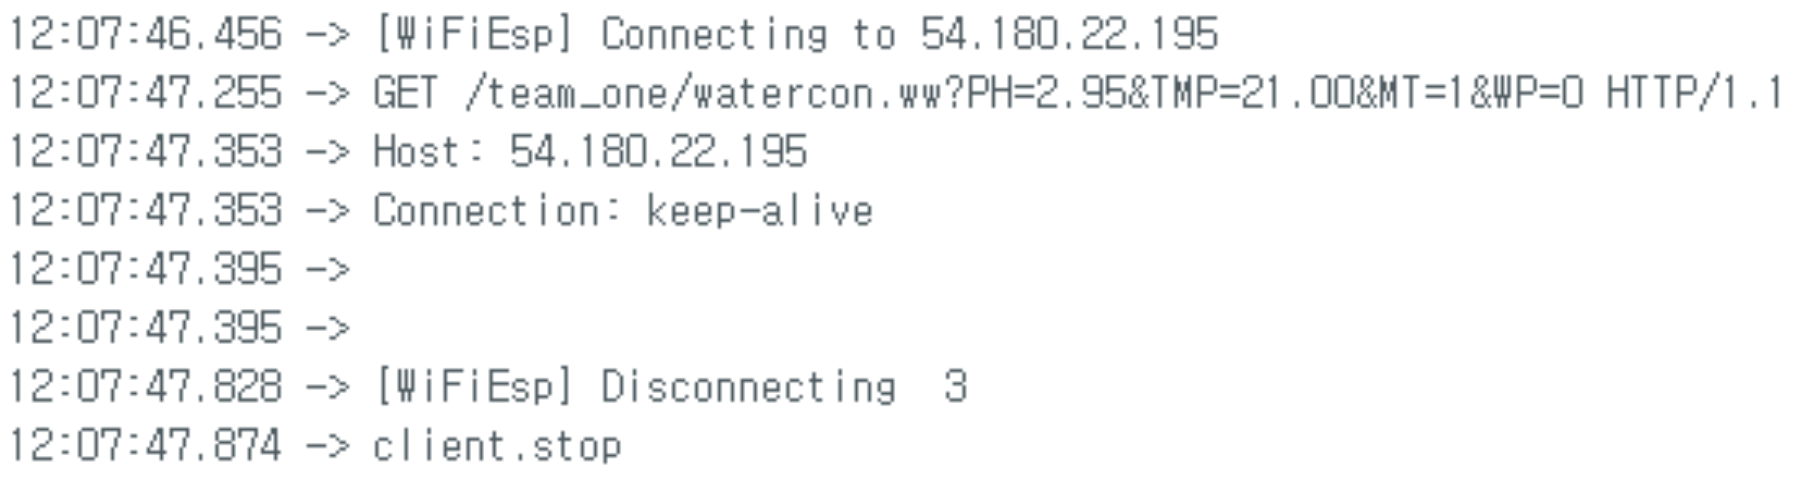 12:07:46.456 -> [WiFiEsp] Connecting to 54.180.22.195
12:07:47.255 -> GET /team_one/watercon.ww?PH=2.95&TMP=21.00&MT=1&WP=0 HTTP/1.1
12:07:47.353 -> Host: 54.180.22.195
12:07:47.353 -> Connection: keep-alive
12:07:47.395 ->
12:07:47.395 ->
12:07:47.828 -> [WiFiEsp] Disconnecting  3
12:07:47.874 -> client.stop